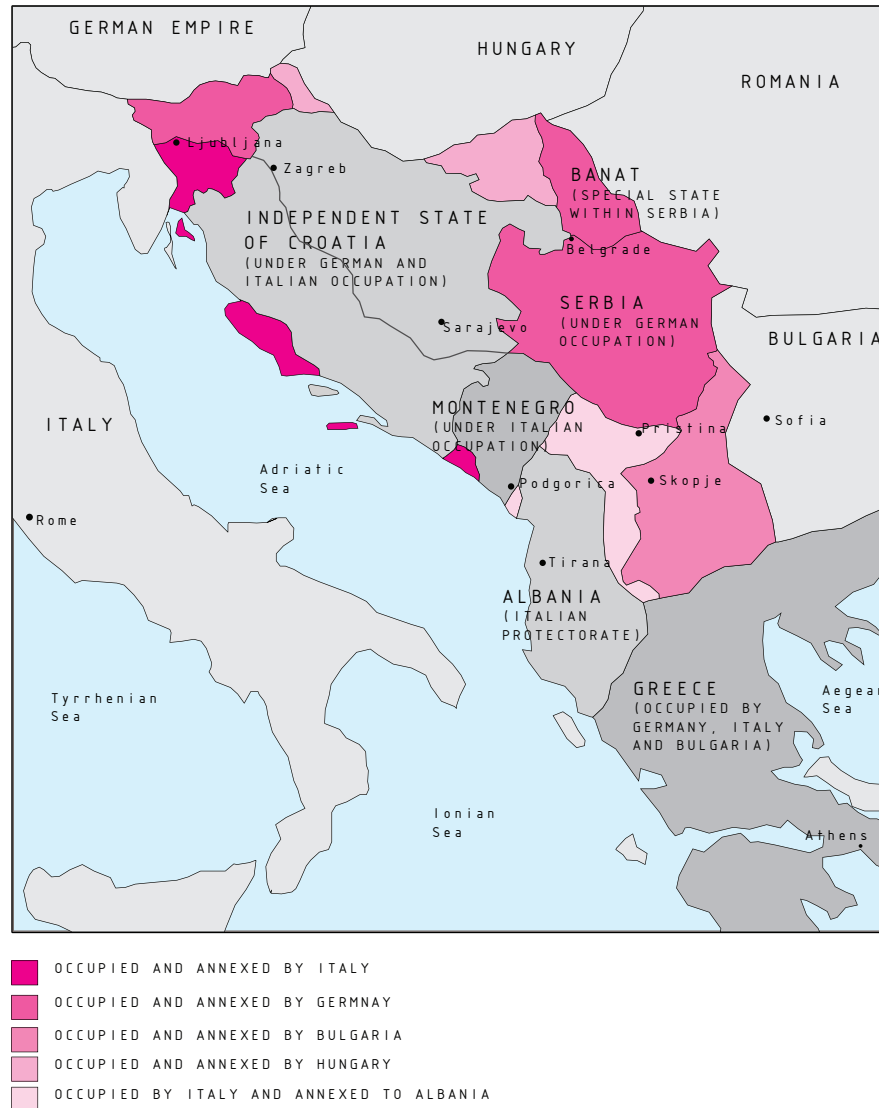 GERMAN EMPIRE
HUNGARY
ROMANIA
Ljubljana
Zagreb
BANAT
(SPECIAL STATE
WITHIN SERBIA)
INDEPENDENT STATE
OF CROATIA
(UNDER GERMAN AND
ITALIAN OCCUPATION)
Belgrade
SERBIA
(UNDER GERMAN
OCCUPATION)
Sarajevo
BULGARIA
MONTENEGRO
(UNDER ITALIAN
OCCUPATION)
ITALY
Pristina
Sofia
Adriatic
Sea
Podgorica
Skopje
Rome
Tirana
ALBANIA
(ITALIAN
PROTECTORATE)
GREECE
(OCCUPIED BY
GERMANY, ITALY
AND BULGARIA)
Tyrrhenian
Sea
Aegean
Sea
Ionian
Sea
Athens
OCCUPIED AND ANNEXED BY ITALY
OCCUPIED AND ANNEXED BY GERMNAY
OCCUPIED AND ANNEXED BY BULGARIA
OCCUPIED AND ANNEXED BY HUNGARY
OCCUPIED BY ITALY AND ANNEXED TO ALBANIA